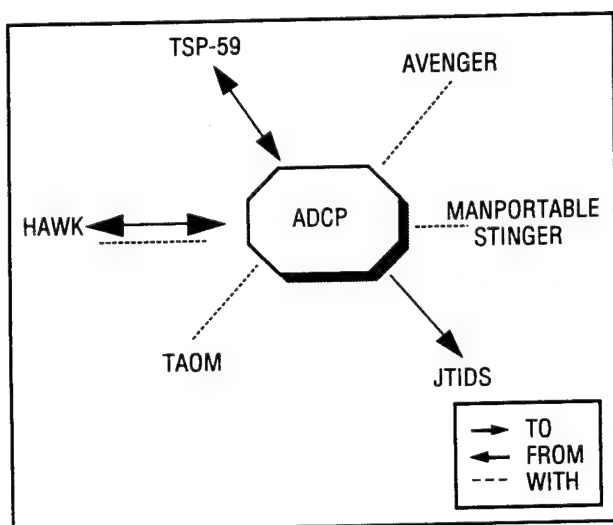 TSP-59
AVENGER
ADCP
HAWK
MANPORTABLE
STINGER
TAOM
JTIDS
TO
FROM
WITH